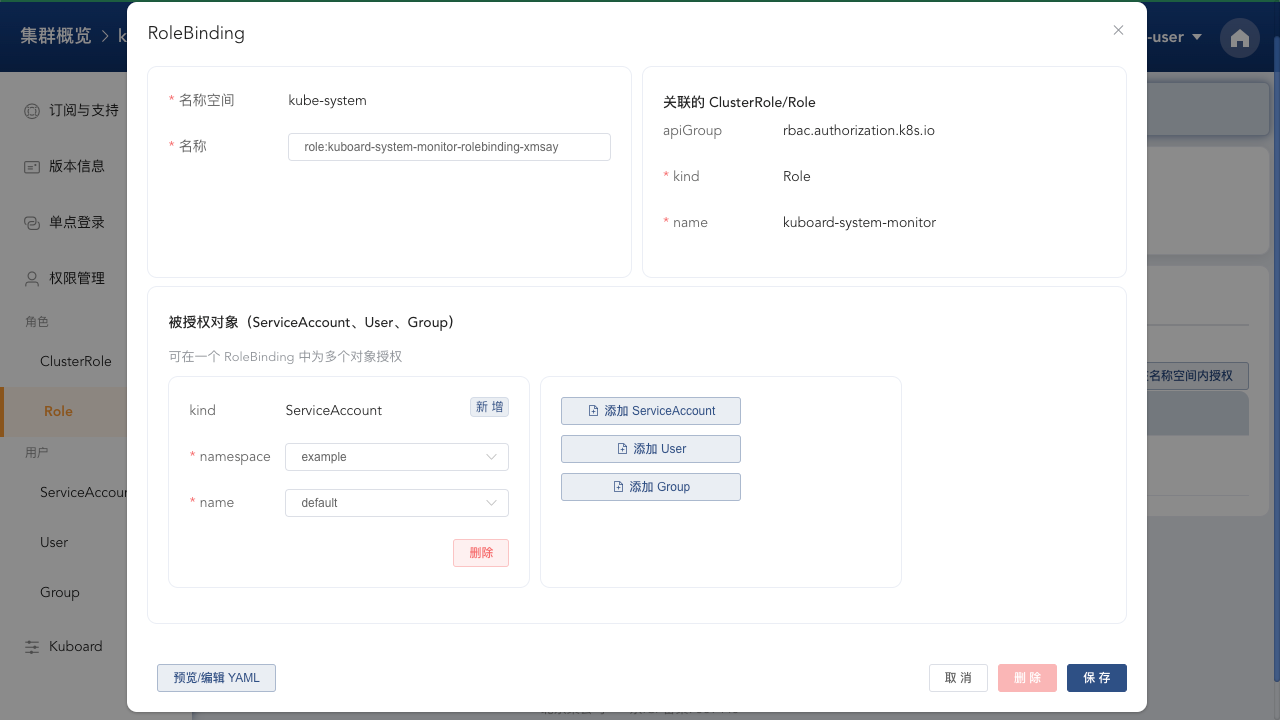 集群概览
RoleBinding
-user
订阅与支持
版本信息
单点登录
权限管理
角色
ClusterRole
Role
用户
User
Group
Kuboard
* 名称空间
kube-system
* 名称
role:kuboard-system-monitor-rolebinding-xmsay
关联的 ClusterRole/Role
apiGroup
rbac.authorization.k8s.io
* kind
Role
* name
kuboard-system-monitor
名称空间内授权
被授权对象（ServiceAccount、User、Group）
可在一个 RoleBinding 中为多个对象授权
kind
ServiceAccount
新 增
* namespace
example
* name
default
删除
添加 ServiceAccount
添加 User
添加 Group
预览/编辑 YAML
取 消
删 除
保 存